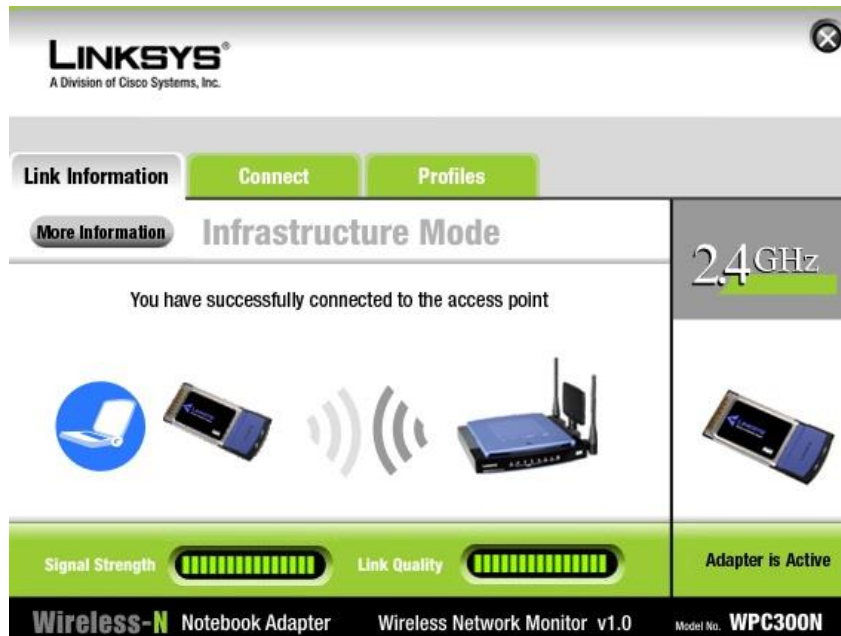 LINKSYS®
A Division of Cisco Systems, Inc.
Link Information
Connect
Profiles
More Information
Infrastructure Mode
2.4GHz
You have successfully connected to the access point
Signal Strength
Link Quality
Adapter is Active
Wireless-N Notebook Adapter Wireless Network Monitor v1.0 Model No. WPC300N